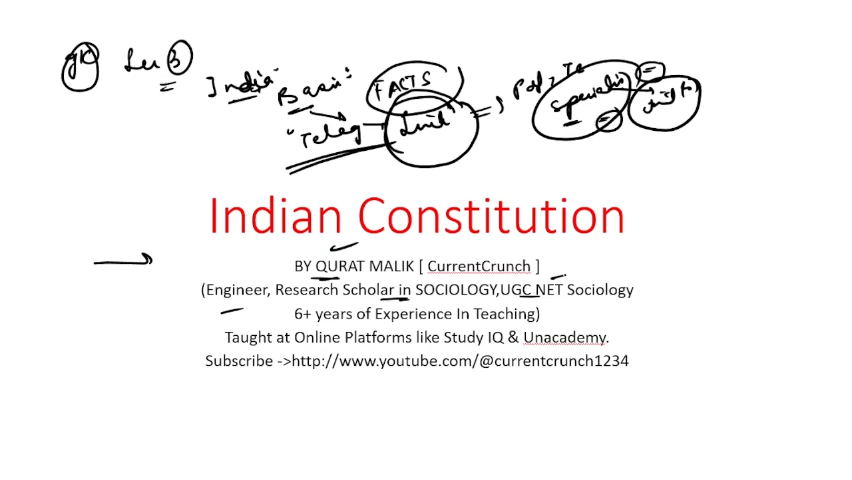 GK Lec 3
"India" Basic FACTS
"Teleg Link" =, Pdf,
Indian Constitution
BY QURAT MALIK [ CurrentCrunch ]
(Engineer, Research Scholar in SOCIOLOGY,UGC NET Sociology
6+ years of Experience In Teaching)
Taught at Online Platforms like Study IQ & Unacademy.
Subscribe ->http://www.youtube.com/@currentcrunch1234